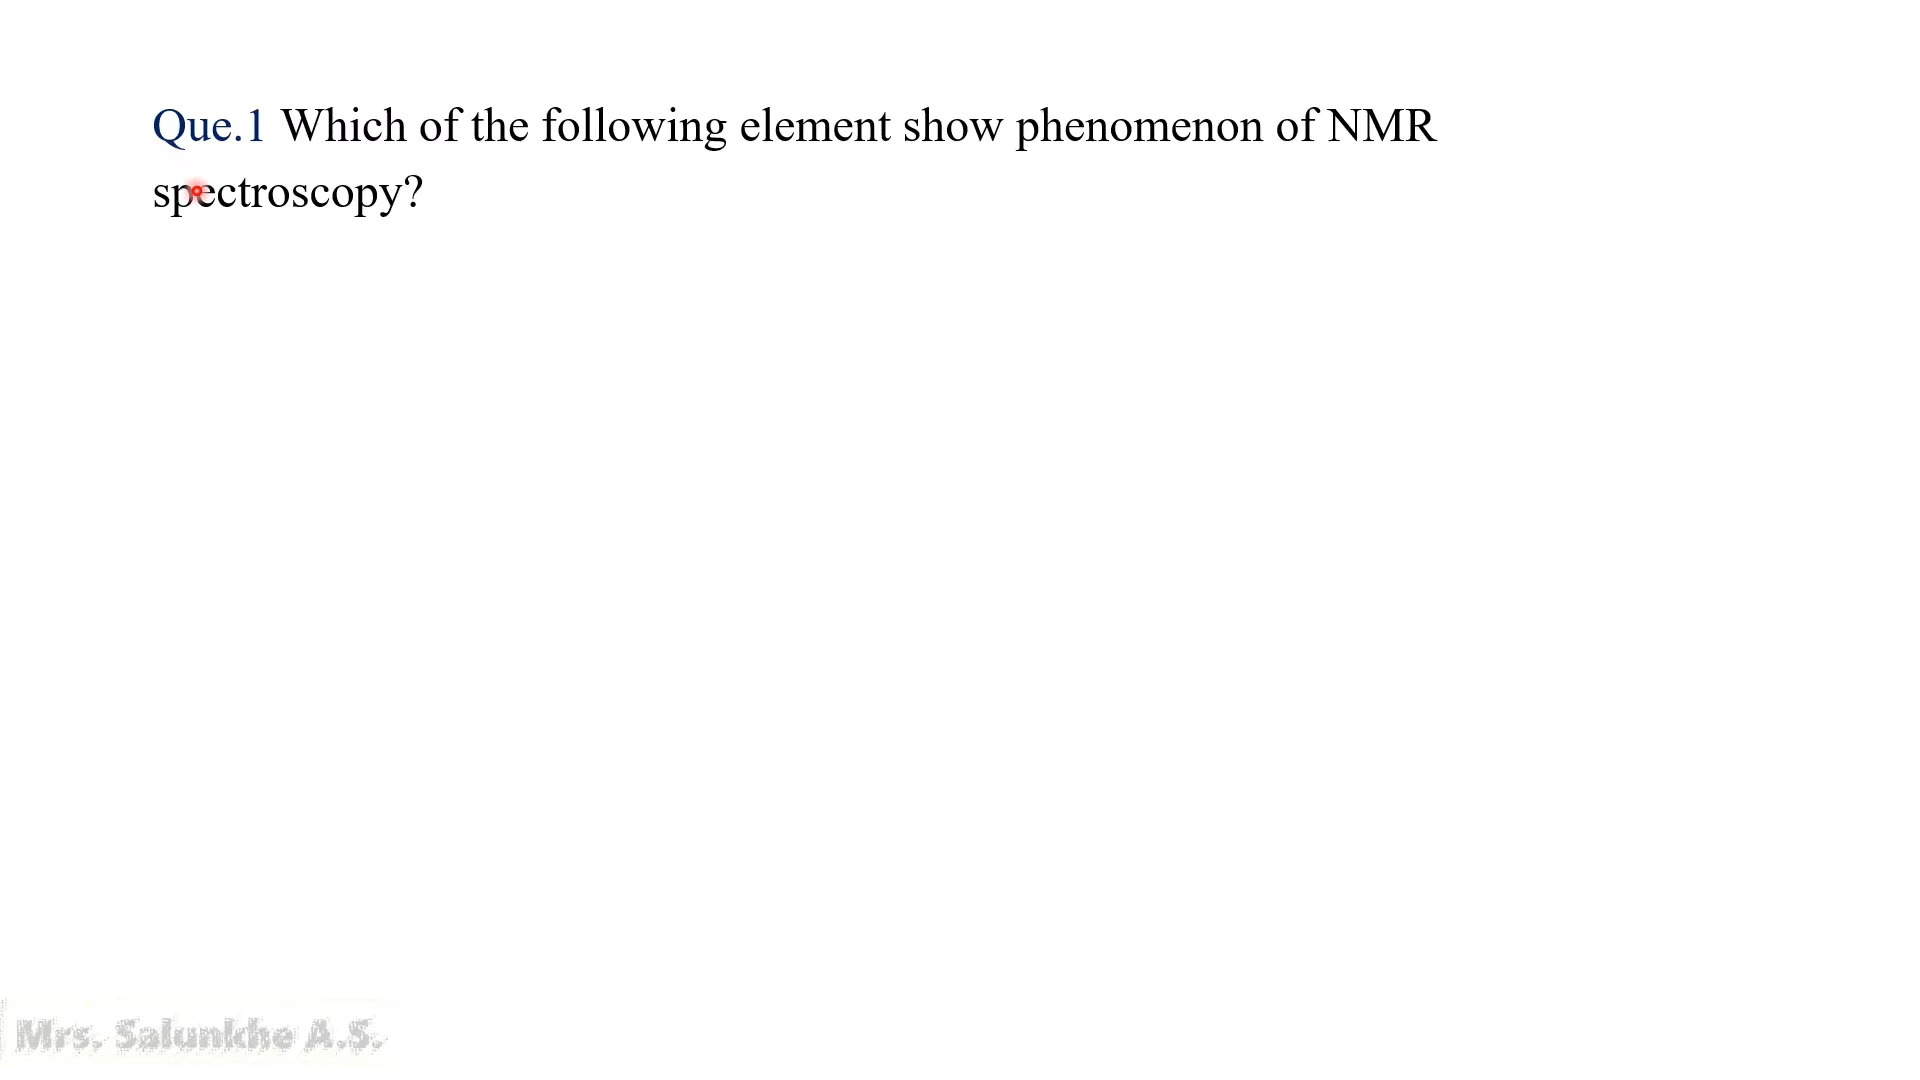 Que.1 Which of the following element show phenomenon of NMR
spectroscopy?
Mrs. Salunkhe A.S.